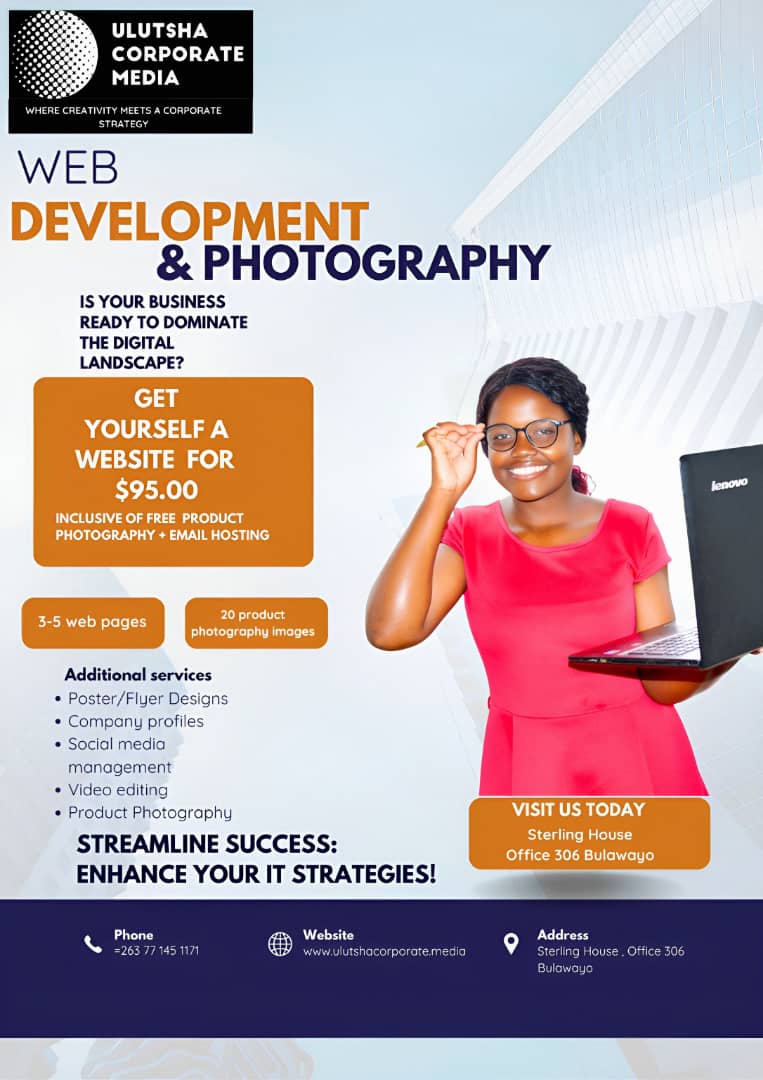 ULUTSHA
CORPORATE
MEDIA
WHERE CREATIVITY MEETS A CORPORATE
STRATEGY
WEB
DEVELOPMENT
& PHOTOGRAPHY
IS YOUR BUSINESS
READY TO DOMINATE
THE DIGITAL
LANDSCAPE?
GET
YOURSELF A
WEBSITE FOR
$95.00
INCLUSIVE OF FREE PRODUCT
PHOTOGRAPHY + EMAIL HOSTING
3-5 web pages
20 product
photography images
Additional services
• Poster/Flyer Designs
• Company profiles
• Social media
management
• Video editing
• Product Photography
STREAMLINE SUCCESS:
ENHANCE YOUR IT STRATEGIES!
lenovo
VISIT US TODAY
Sterling House
Office 306 Bulawayo
Phone
+263 77 145 1171
Website
www.ulutshacorporate.media
Address
Sterling House , Office 306
Bulawayo